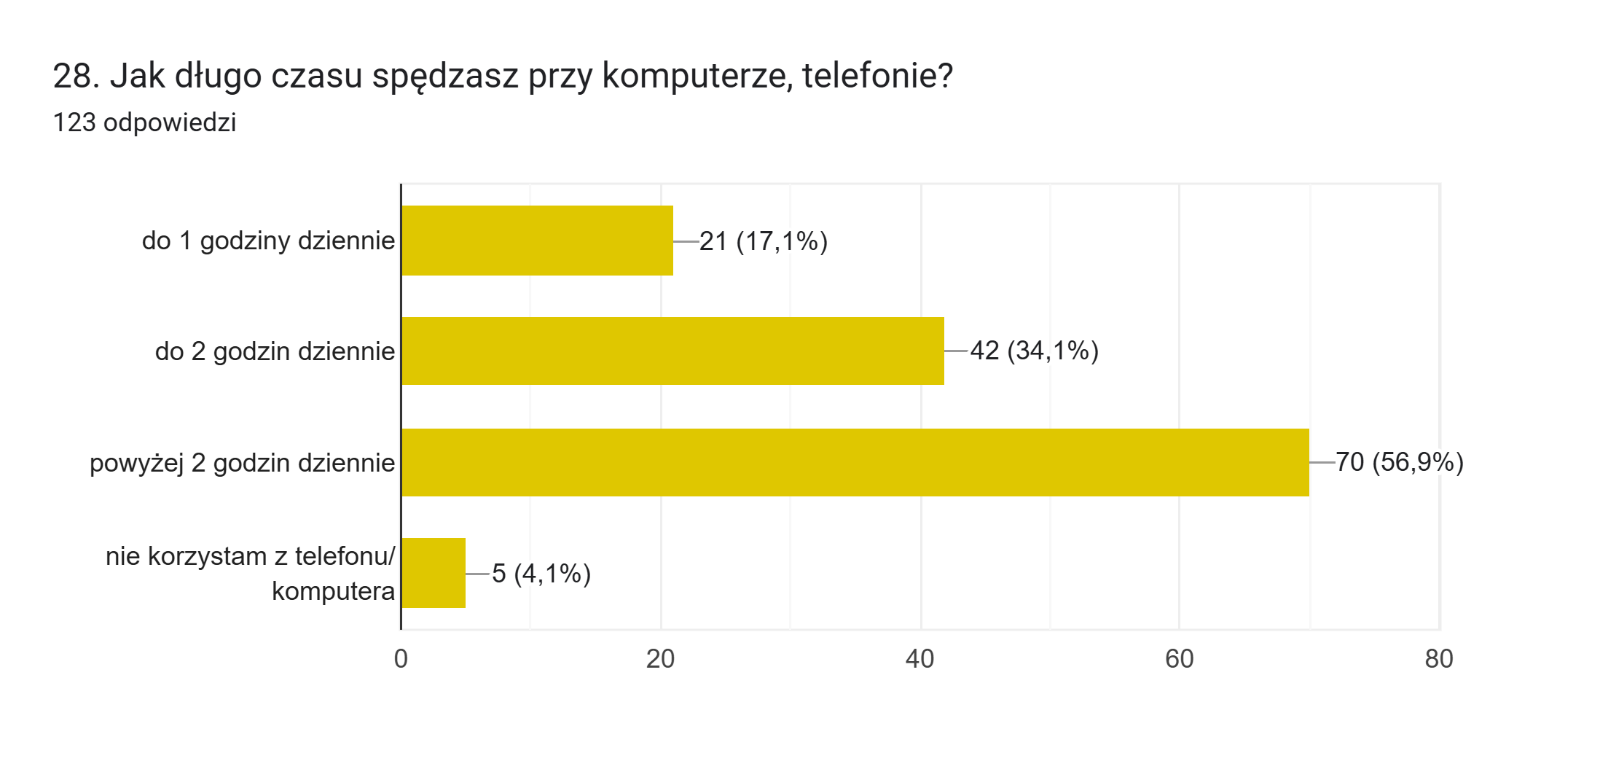 28. Jak długo czasu spędzasz przy komputerze, telefonie?
123 odpowiedzi
do 1 godziny dziennie
21 (17,1%)
do 2 godzin dziennie
42 (34,1%)
powyżej 2 godzin dziennie
70 (56,9%)
nie korzystam z telefonu/
komputera
5 (4,1%)
0 20 40 60 80